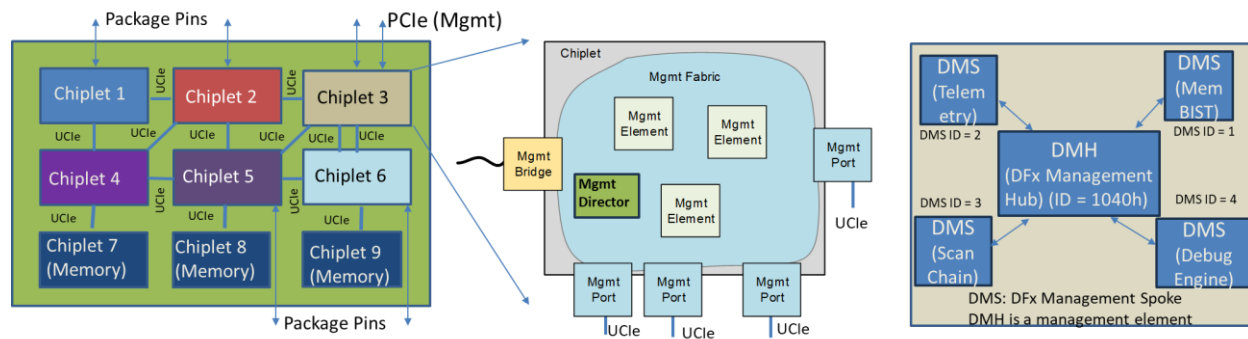 Package Pins
PCIe (Mgmt)
Chiplet 1
UCIe
Chiplet 2
UCIe
Chiplet 3
UCIe
UCIe
UCIe
UCIe
UCIe
UCIe
Chiplet 4
UCIe
Chiplet 5
UCIe
Chiplet 6
UCIe
UCIe
UCIe
Chiplet 7
(Memory)
Chiplet 8
(Memory)
Chiplet 9
(Memory)
Package Pins
Chiplet
Mgmt Fabric
Mgmt
Element
Mgmt
Element
Mgmt
Bridge
Mgmt
Port
UCIe
Mgmt
Director
Mgmt
Element
Mgmt
Port
UCIe
Mgmt
Port
UCIe
Mgmt
Port
UCIe
DMS
(Telem
etry)
DMS ID = 2
DMS
(Mem
BIST)
DMS ID = 1
DMH
(DFx Management
Hub) (ID = 1040h)
DMS ID = 3
DMS ID = 4
DMS
(Scan
Chain)
DMS
(Debug
Engine)
DMS: DFx Management Spoke
DMH is a management element